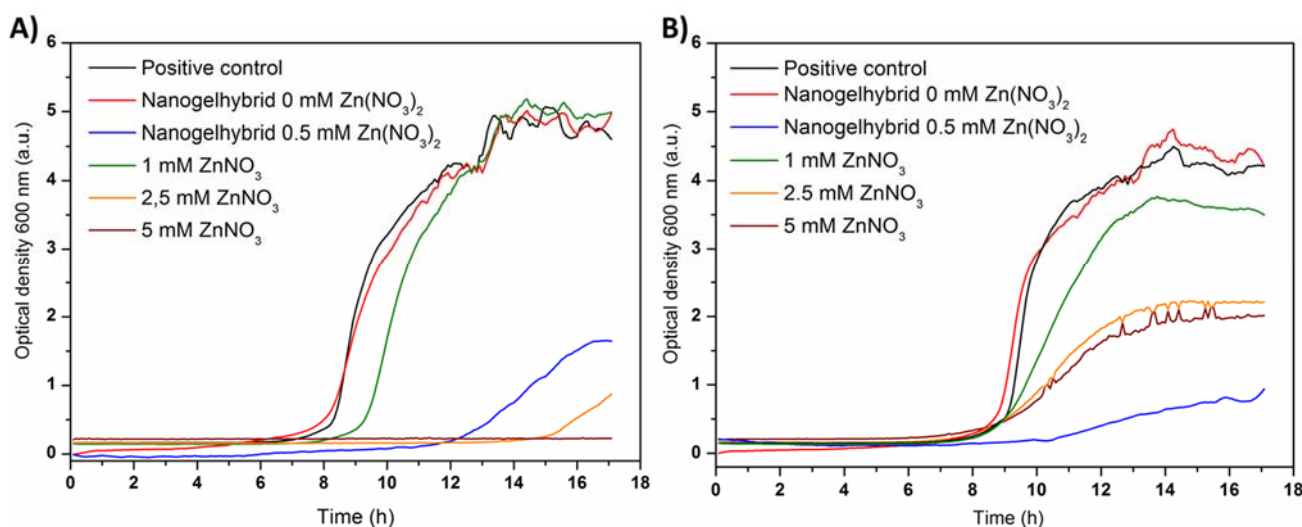 A)
Optical density 600 nm (a.u.)
6
5
4
3
2
1
0
Positive control
Nanogelhybrid 0 mM Zn(NO₃)₂
Nanogelhybrid 0.5 mM Zn(NO₃)₂
1 mM ZnNO₃
2,5 mM ZnNO₃
5 mM ZnNO₃
0 2 4 6 8 10 12 14 16 18
Time (h)
B)
Optical density 600 nm (a.u.)
6
5
4
3
2
1
0
Positive control
Nanogelhybrid 0 mM Zn(NO₃)₂
Nanogelhybrid 0.5 mM Zn(NO₃)₂
1 mM ZnNO₃
2.5 mM ZnNO₃
5 mM ZnNO₃
0 2 4 6 8 10 12 14 16 18
Time (h)